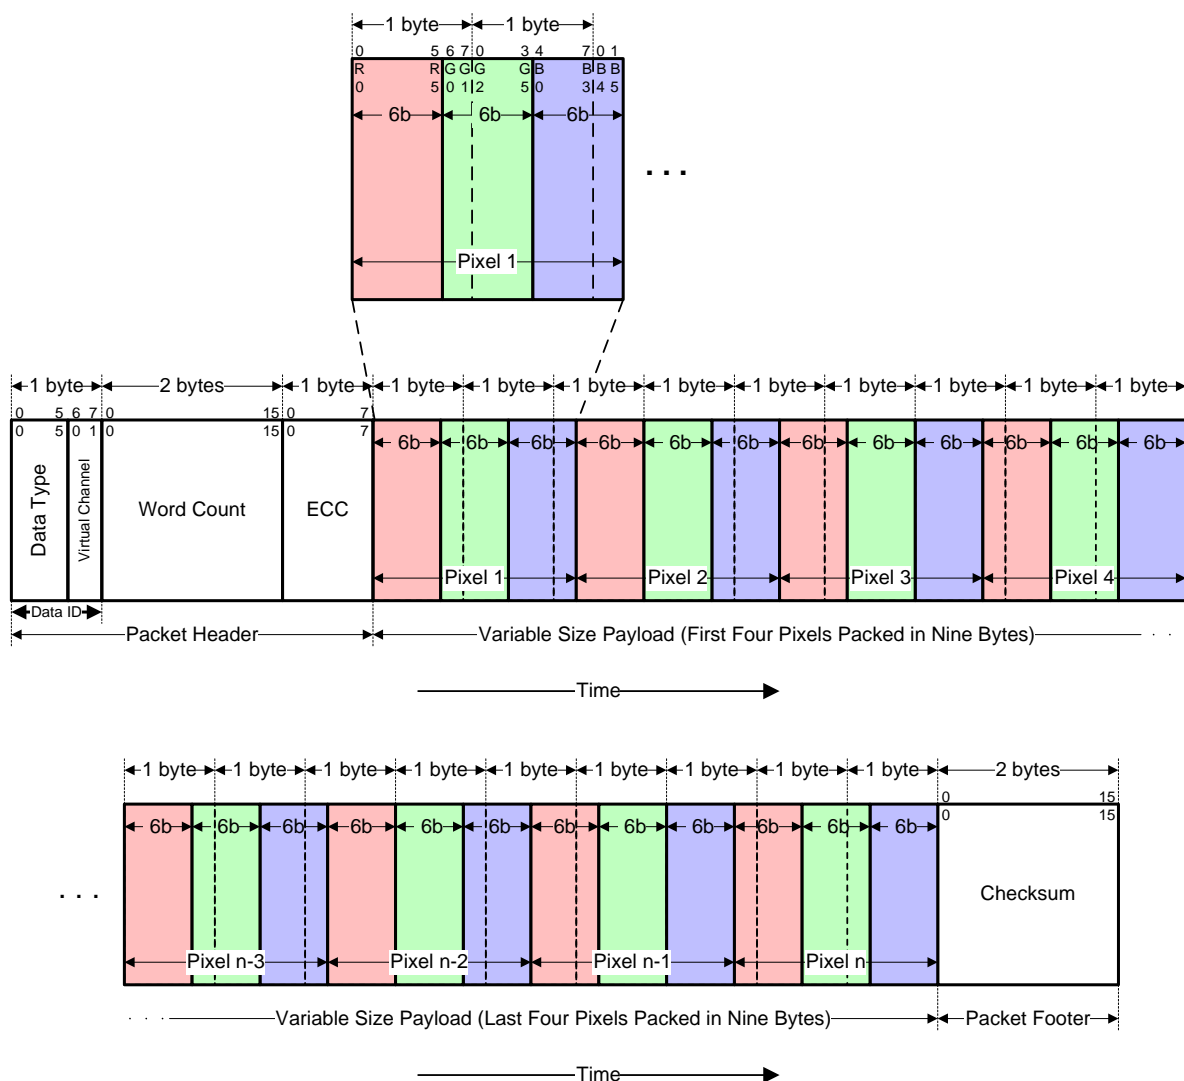 1 byte 1 byte
0 5 6 7 0 3 4 7 0 1
R R G G G G B B B B
0 5 0 1 2 5 0 3 4 5
6b 6b 6b
. . .
Pixel 1
1 byte 2 bytes 1 byte 1 byte 1 byte 1 byte 1 byte 1 byte 1 byte 1 byte 1 byte 1 byte
0 5 6 7 0 15 0 7
0 5 0 1 0 15 0 7
6b 6b 6b 6b 6b 6b 6b 6b 6b 6b 6b 6b
Data Type
Virtual Channel
Word Count
ECC
Pixel 1 Pixel 2 Pixel 3 Pixel 4
Data ID
Packet Header
Variable Size Payload (First Four Pixels Packed in Nine Bytes) . .
Time
1 byte 1 byte 1 byte 1 byte 1 byte 1 byte 1 byte 1 byte 1 byte 2 bytes
0 15
0 15
6b 6b 6b 6b 6b 6b 6b 6b 6b 6b 6b 6b
. . .
Checksum
Pixel n-3 Pixel n-2 Pixel n-1 Pixel n
. . . Variable Size Payload (Last Four Pixels Packed in Nine Bytes)
Packet Footer
Time